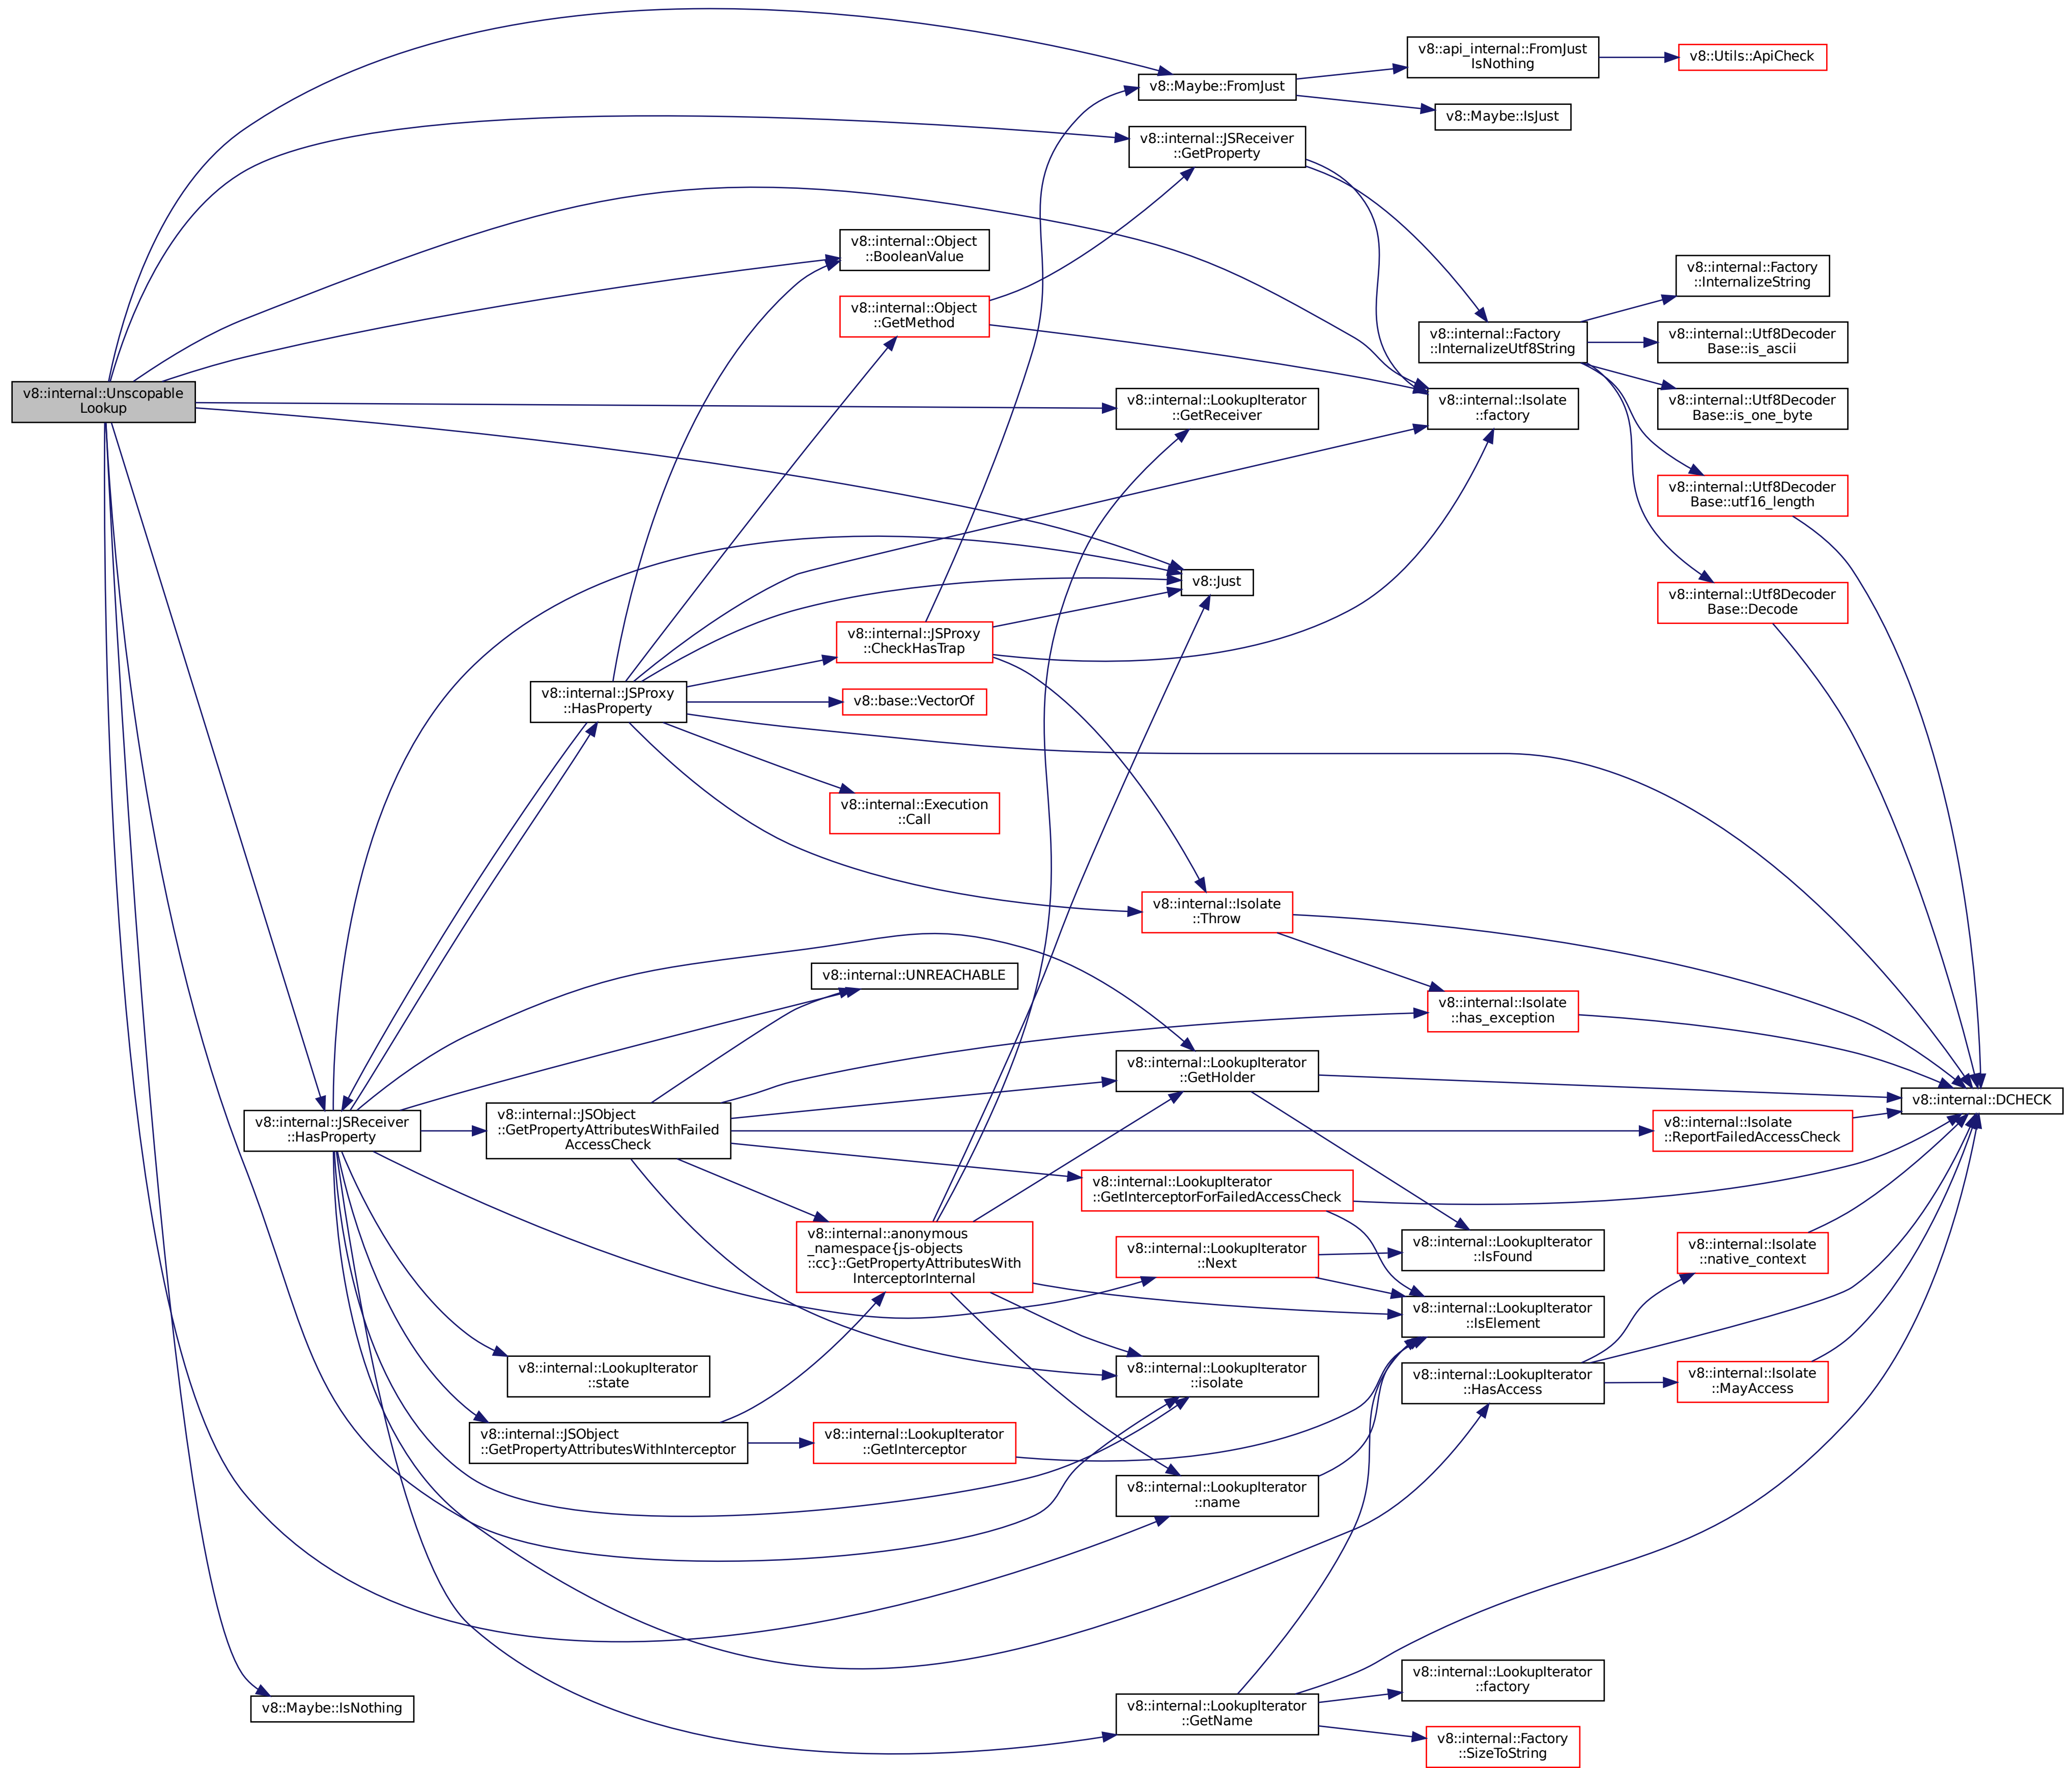 v8::internal::Unscopable
Lookup
v8::Maybe::FromJust
v8::api_internal::FromJust
IsNothing
v8::Utils::ApiCheck
v8::Maybe::IsJust
v8::internal::JSReceiver
::GetProperty
v8::internal::Object
::BooleanValue
v8::internal::Object
::GetMethod
v8::internal::Factory
::InternalizeUtf8String
v8::internal::Factory
::InternalizeString
v8::internal::Utf8Decoder
Base::is_ascii
v8::internal::Utf8Decoder
Base::is_one_byte
v8::internal::LookupIterator
::GetReceiver
v8::internal::Isolate
::factory
v8::internal::Utf8Decoder
Base::utf16_length
v8::internal::Utf8Decoder
Base::Decode
v8::Just
v8::internal::JSProxy
::CheckHasTrap
v8::internal::JSProxy
::HasProperty
v8::base::VectorOf
v8::internal::Execution
::Call
v8::internal::Isolate
::Throw
v8::internal::UNREACHABLE
v8::internal::Isolate
::has_exception
v8::internal::LookupIterator
::GetHolder
v8::internal::DCHECK
v8::internal::JSReceiver
::HasProperty
v8::internal::JSObject
::GetPropertyAttributesWithFailed
AccessCheck
v8::internal::Isolate
::ReportFailedAccessCheck
v8::internal::LookupIterator
::GetInterceptorForFailedAccessCheck
v8::internal::anonymous
_namespace{js-objects
::cc}::GetPropertyAttributesWith
InterceptorInternal
v8::internal::LookupIterator
::Next
v8::internal::LookupIterator
::IsFound
v8::internal::Isolate
::native_context
v8::internal::LookupIterator
::IsElement
v8::internal::LookupIterator
::state
v8::internal::LookupIterator
::isolate
v8::internal::LookupIterator
::HasAccess
v8::internal::Isolate
::MayAccess
v8::internal::JSObject
::GetPropertyAttributesWithInterceptor
v8::internal::LookupIterator
::GetInterceptor
v8::internal::LookupIterator
::name
v8::Maybe::IsNothing
v8::internal::LookupIterator
::GetName
v8::internal::LookupIterator
::factory
v8::internal::Factory
::SizeToString